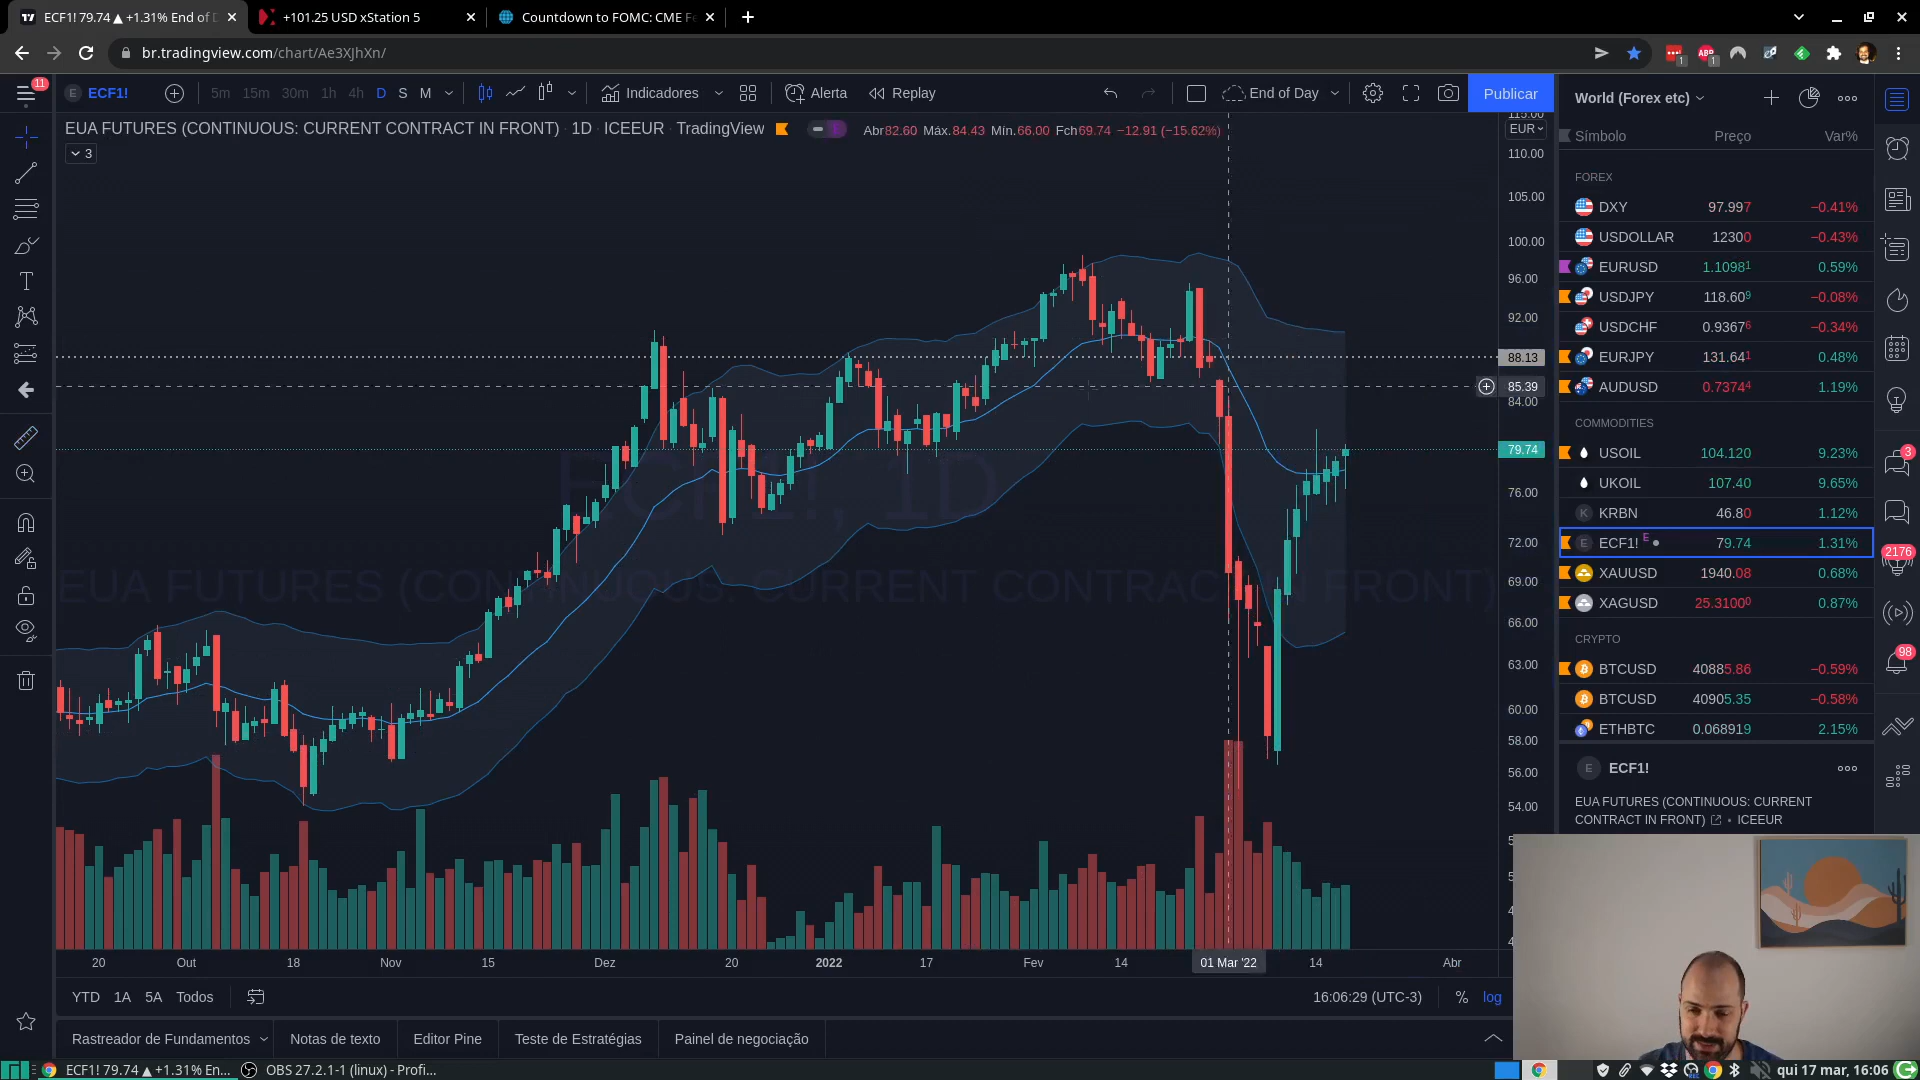 ECF1! 79.74 ▲ +1.31% End of D
+101.25 USD xStation 5
Countdown to FOMC: CME Fe
br.tradingview.com/chart/Ae3XJhXn/
11
ECF1!
5m 15m 30m 1h 4h D S M
Indicadores
Alerta
Replay
End of Day
Publicar
EUA FUTURES (CONTINUOUS: CURRENT CONTRACT IN FRONT) · 1D · ICEEUR · TradingView
E
Abr82.60 Máx.84.43 Mín.66.00 Fch69.74 −12.91 (−15.62%)
3
ECF1!, 1D
EUA FUTURES (CONTINUOUS: CURRENT CONTRACT IN FRONT)
115.00
EUR
110.00
105.00
100.00
96.00
92.00
88.13
85.39
84.00
79.74
76.00
72.00
69.00
66.00
63.00
60.00
58.00
56.00
54.00
20 Out 18 Nov 15 Dez 20 2022 17 Fev 14 01 Mar '22 14 Abr
YTD 1A 5A Todos
16:06:29 (UTC-3) % log
Rastreador de Fundamentos
Notas de texto
Editor Pine
Teste de Estratégias
Painel de negociação
World (Forex etc)
Símbolo Preço Var%
FOREX
DXY 97.997 −0.41%
USDOLLAR 12300 −0.43%
EURUSD 1.10981 0.59%
USDJPY 118.609 −0.08%
USDCHF 0.93676 −0.34%
EURJPY 131.641 0.48%
AUDUSD 0.73744 1.19%
COMMODITIES
USOIL 104.120 9.23%
UKOIL 107.40 9.65%
K KRBN 46.80 1.12%
E ECF1! E 79.74 1.31%
XAUUSD 1940.08 0.68%
XAGUSD 25.31000 0.87%
CRYPTO
BTCUSD 40885.86 −0.59%
BTCUSD 40905.35 −0.58%
ETHBTC 0.068919 2.15%
E ECF1!
EUA FUTURES (CONTINUOUS: CURRENT
CONTRACT IN FRONT) • ICEEUR
3
2176
98
ECF1! 79.74 ▲ +1.31% En...
OBS 27.2.1-1 (linux) - Profi...
qui 17 mar, 16:06